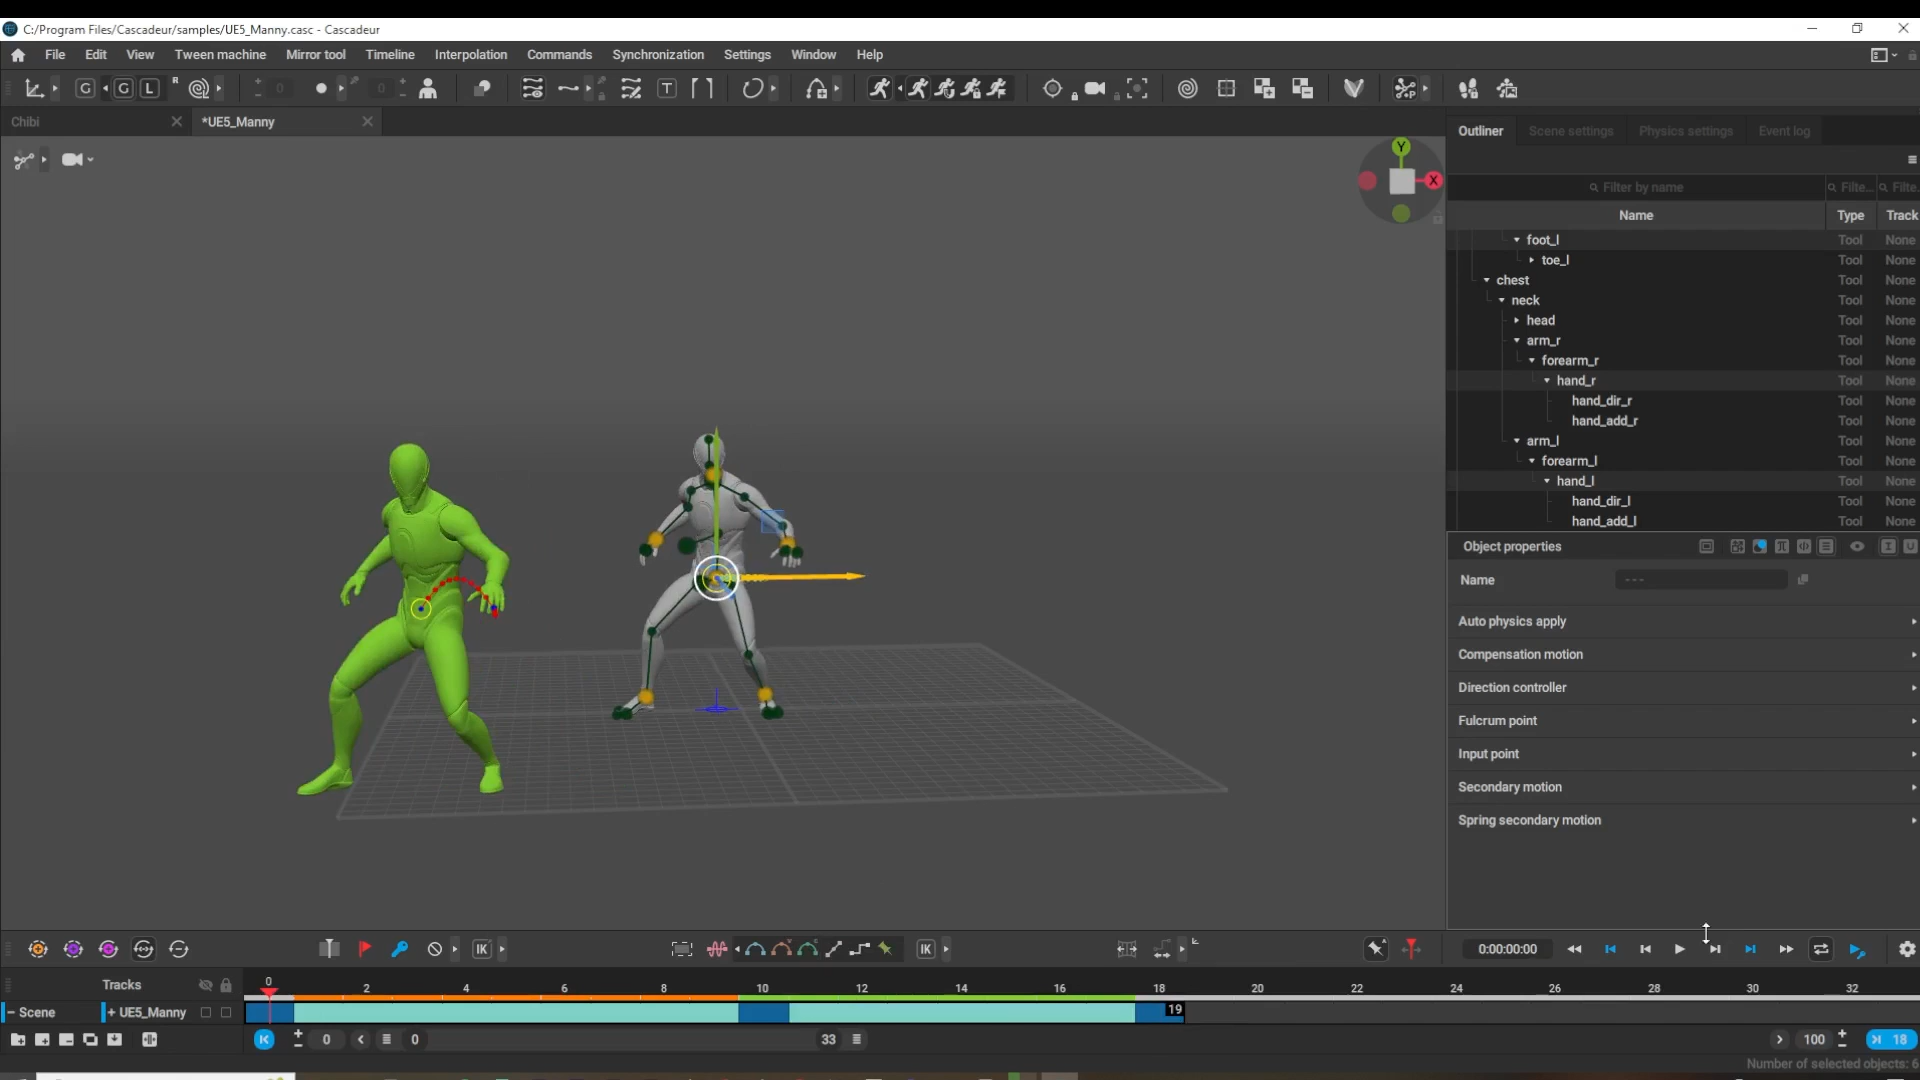 C:/Program Files/Cascadeur/samples/UE5_Manny.casc - Cascadeur
File Edit View Tween machine Mirror tool Timeline Interpolation Commands Synchronization Settings Window Help
G G L R 0 0 T
Chibi *UE5_Manny
Outliner Scene settings Physics settings Event log
Y
X
Filter by name Filte... Filte.
Name Type Track
foot_l Tool None
toe_l Tool None
chest Tool None
neck Tool None
head Tool None
arm_r Tool None
forearm_r Tool None
hand_r Tool None
hand_dir_r Tool None
hand_add_r Tool None
arm_l Tool None
forearm_l Tool None
hand_l Tool None
hand_dir_l Tool None
hand_add_l Tool None
Object properties
Name ---
Auto physics apply
Compensation motion
Direction controller
Fulcrum point
Input point
Secondary motion
Spring secondary motion
IK IK 0:00:00:00
Tracks 0 2 4 6 8 10 12 14 16 18 20 22 24 26 28 30 32
Scene + UE5_Manny 19
0 0 33 100 18
Number of selected objects: 6